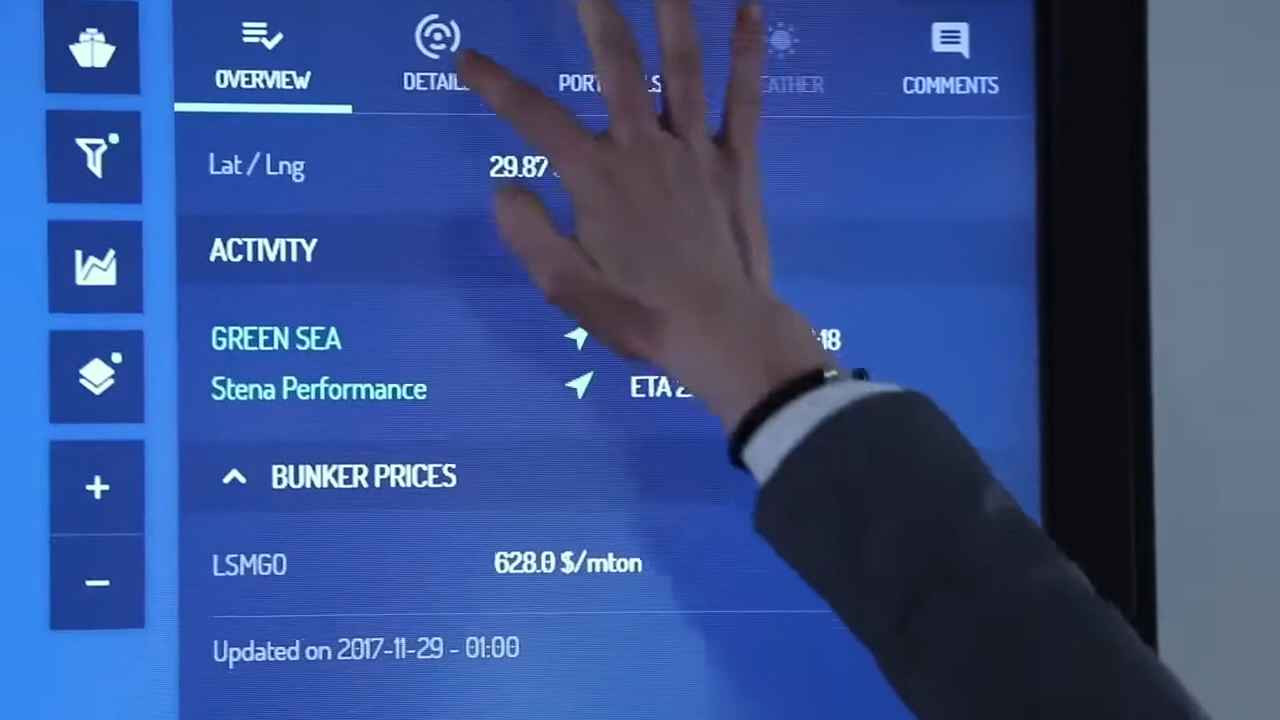 OVERVIEW
COMMENTS
Lat / Lng
29.87
ACTIVITY
GREEN SEA
18
Stena Performance
ETA
BUNKER PRICES
LSMGO
628.0 $/mton
Updated on 2017-11-29 - 01:00